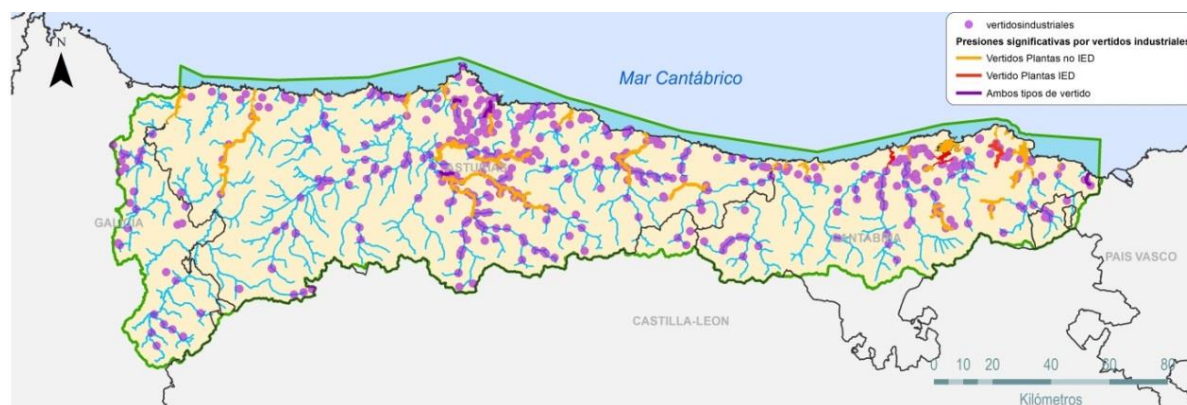 vertidosindustriales
Presiones significativas por vertidos industriales
Vertidos Plantas no IED
Vertido Plantas IED
Ambos tipos de vertido
N
Mar Cantábrico
ASTURIAS
GALICIA
CANTABRIA
PAIS VASCO
CASTILLA-LEON
0 10 20 40 60 80
Kilómetros